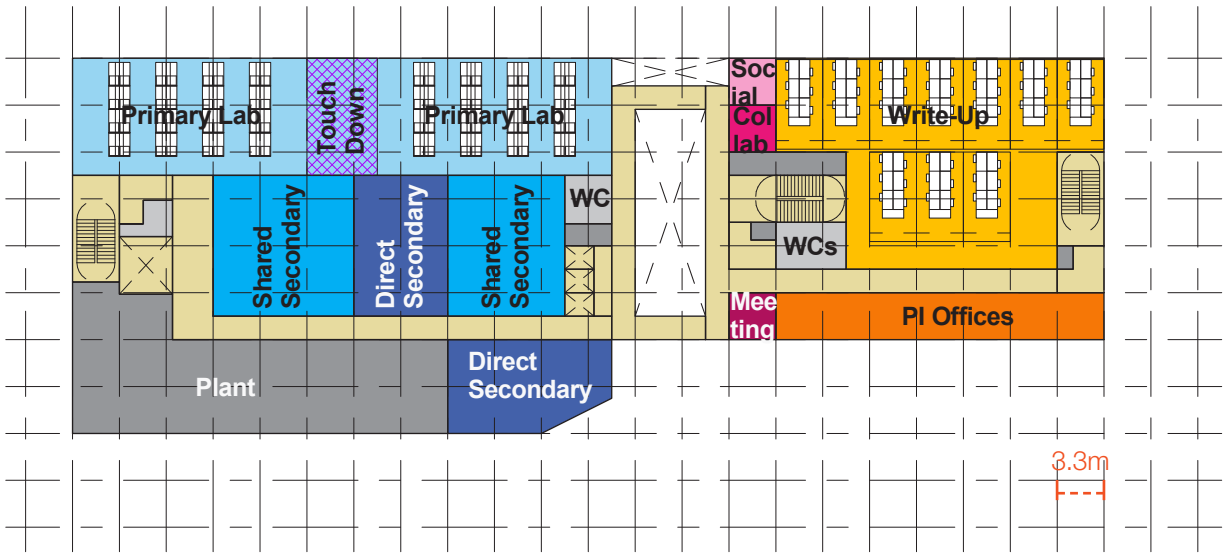 Primary Lab
Touch
Down
Primary Lab
Soc
ial
Col
lab
Write-Up
Shared
Secondary
Direct
Secondary
Shared
Secondary
WC
WCs
Mee
ting
PI Offices
Plant
Direct
Secondary
3.3m